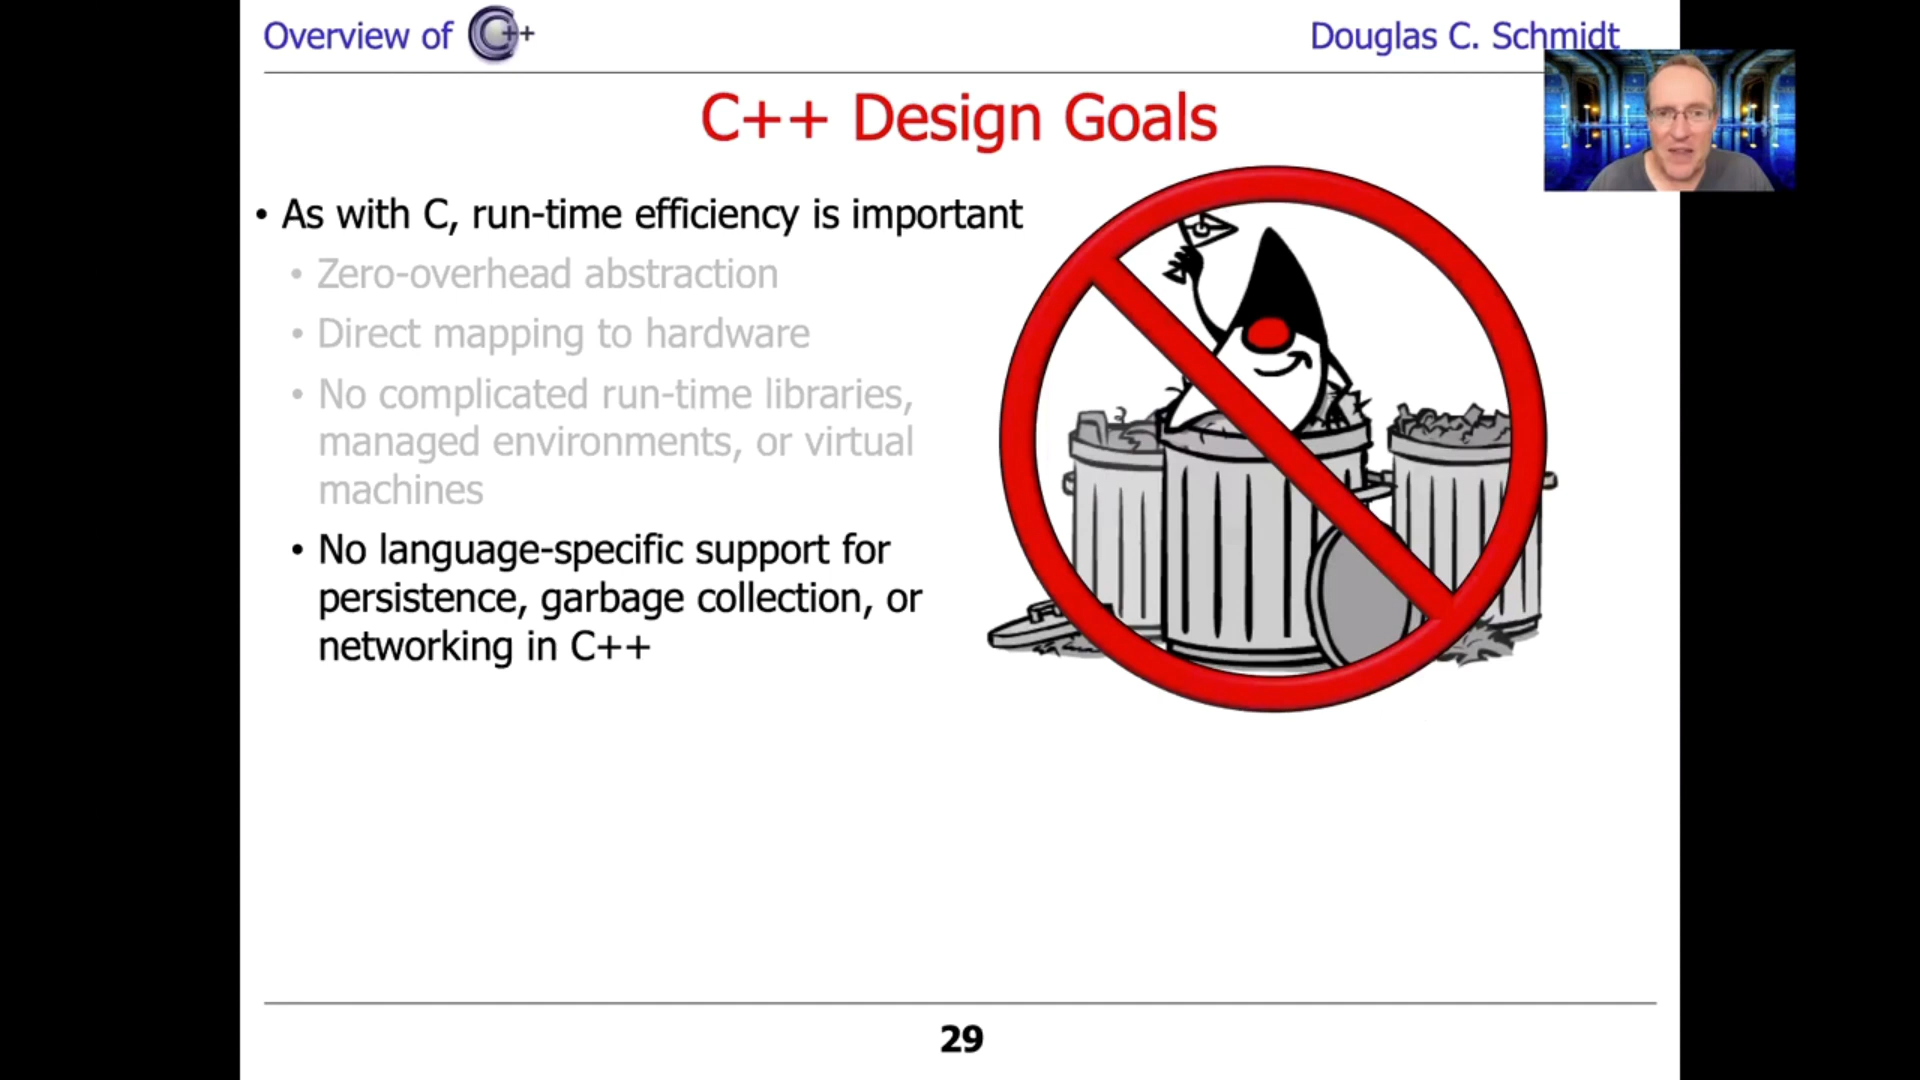 Overview of C++
Douglas C. Schmidt
C++ Design Goals
• As with C, run-time efficiency is important
• Zero-overhead abstraction
• Direct mapping to hardware
• No complicated run-time libraries,
managed environments, or virtual
machines
• No language-specific support for
persistence, garbage collection, or
networking in C++
29